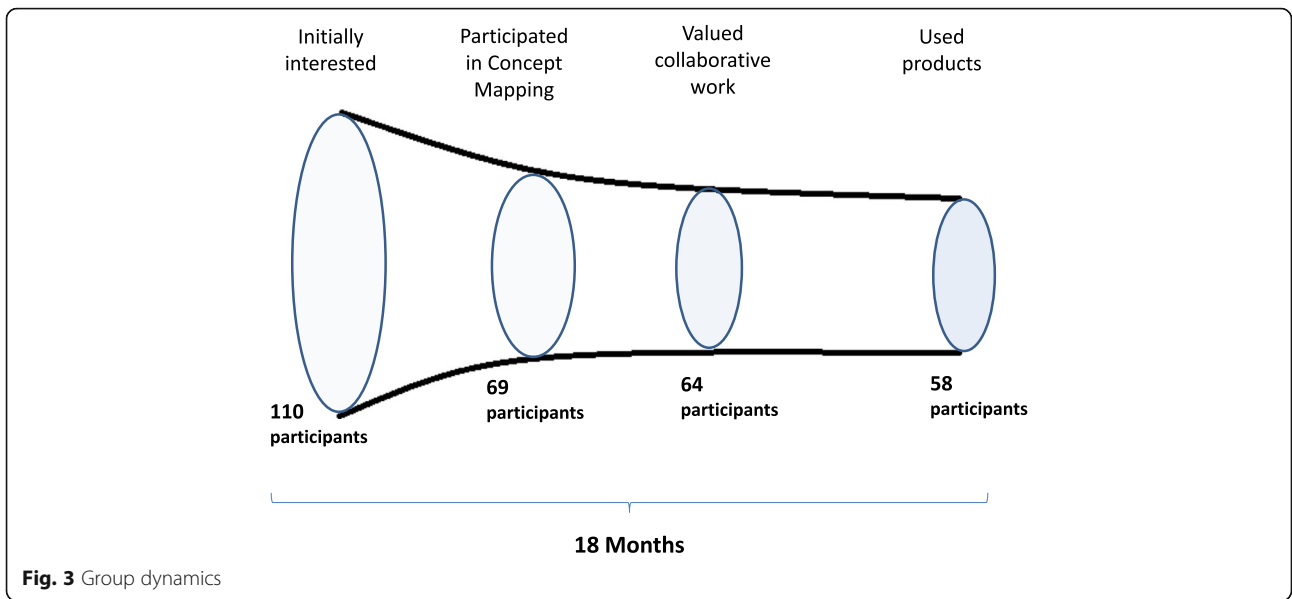 Initially
interested
Participated
in Concept
Mapping
Valued
collaborative
work
Used
products
110
participants
69
participants
64
participants
58
participants
18 Months
Fig. 3 Group dynamics